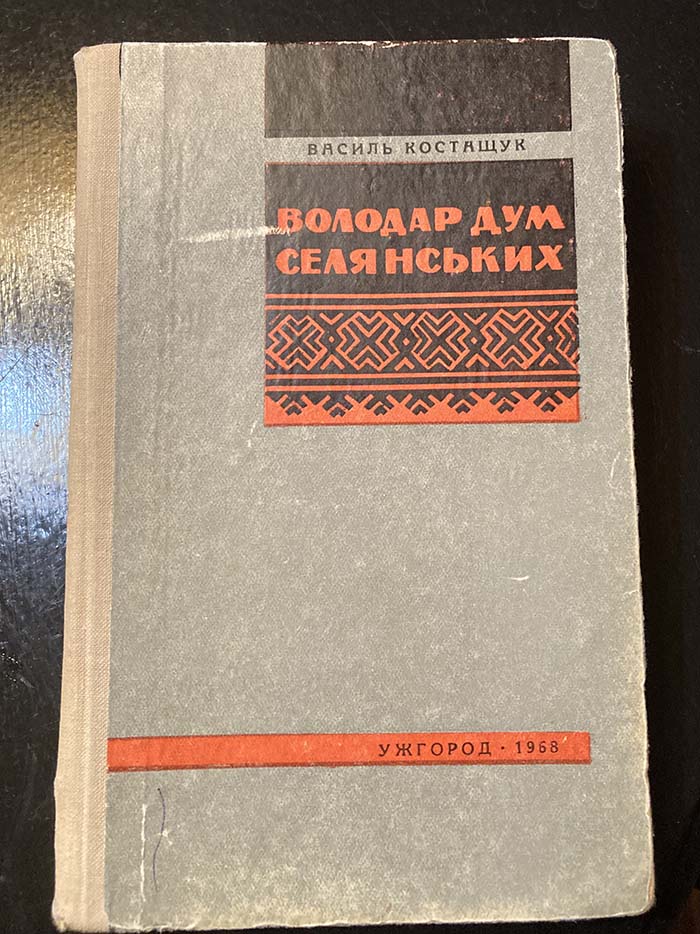 ВАСИЛЬ КОСТАЩУК
ВОЛОДАР ДУМ
СЕЛЯНСЬКИХ
УЖГОРОД · 1968